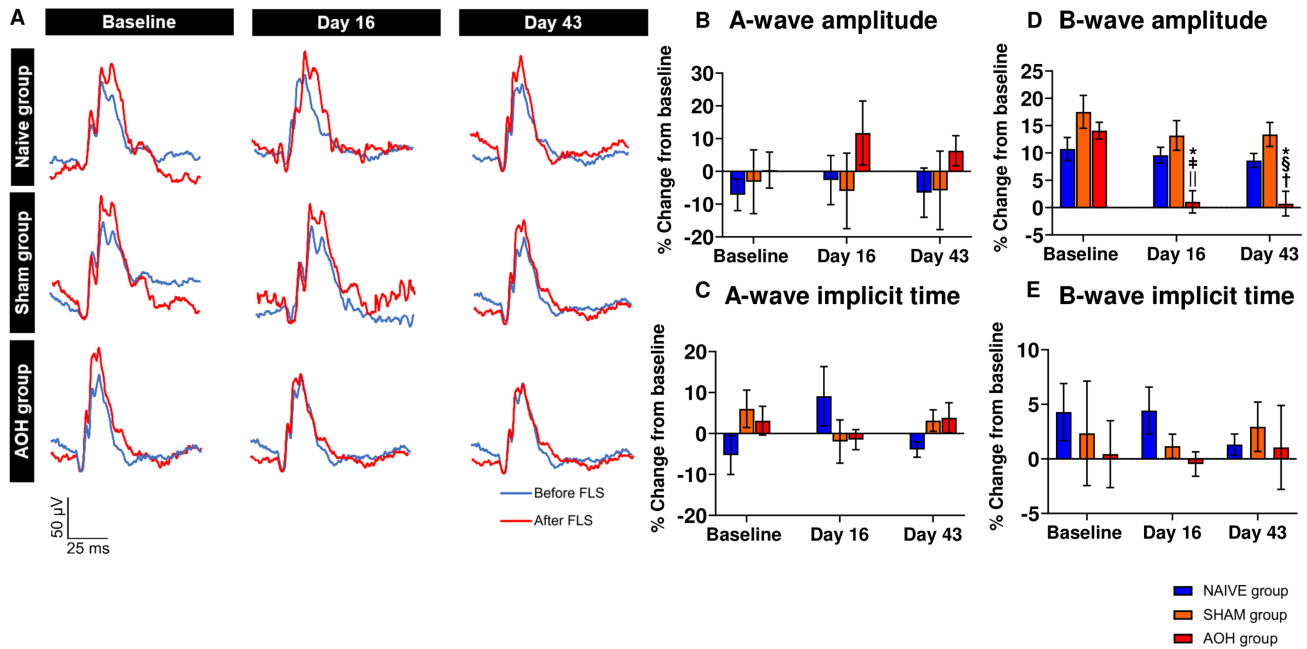 A
Baseline
Day 16
Day 43
Naive group
Sham group
AOH group
50 µV
25 ms
Before FLS
After FLS
B
A-wave amplitude
% Change from baseline
30
20
10
0
-10
-20
Baseline
Day 16
Day 43
D
B-wave amplitude
% Change from baseline
25
20
15
10
5
0
-5
*
ǂ
||
*
§
†
Baseline
Day 16
Day 43
C
A-wave implicit time
% Change from baseline
20
10
0
-10
-20
Baseline
Day 16
Day 43
E
B-wave implicit time
% Change from baseline
10
5
0
-5
Baseline
Day 16
Day 43
NAIVE group
SHAM group
AOH group